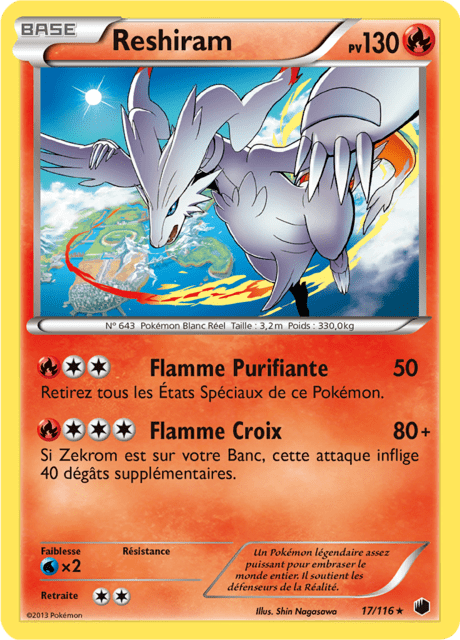 BASE
Reshiram
PV130
N° 643 Pokémon Blanc Réel Taille : 3,2m Poids : 330,0kg
Flamme Purifiante 50
Retirez tous les États Spéciaux de ce Pokémon.
Flamme Croix 80+
Si Zekrom est sur votre Banc, cette attaque inflige
40 dégâts supplémentaires.
Faiblesse Résistance
×2
Retraite
Un Pokémon légendaire assez
puissant pour embraser le
monde entier. Il soutient les
défenseurs de la Réalité.
©2013 Pokémon
Illus. Shin Nagasawa
17/116★